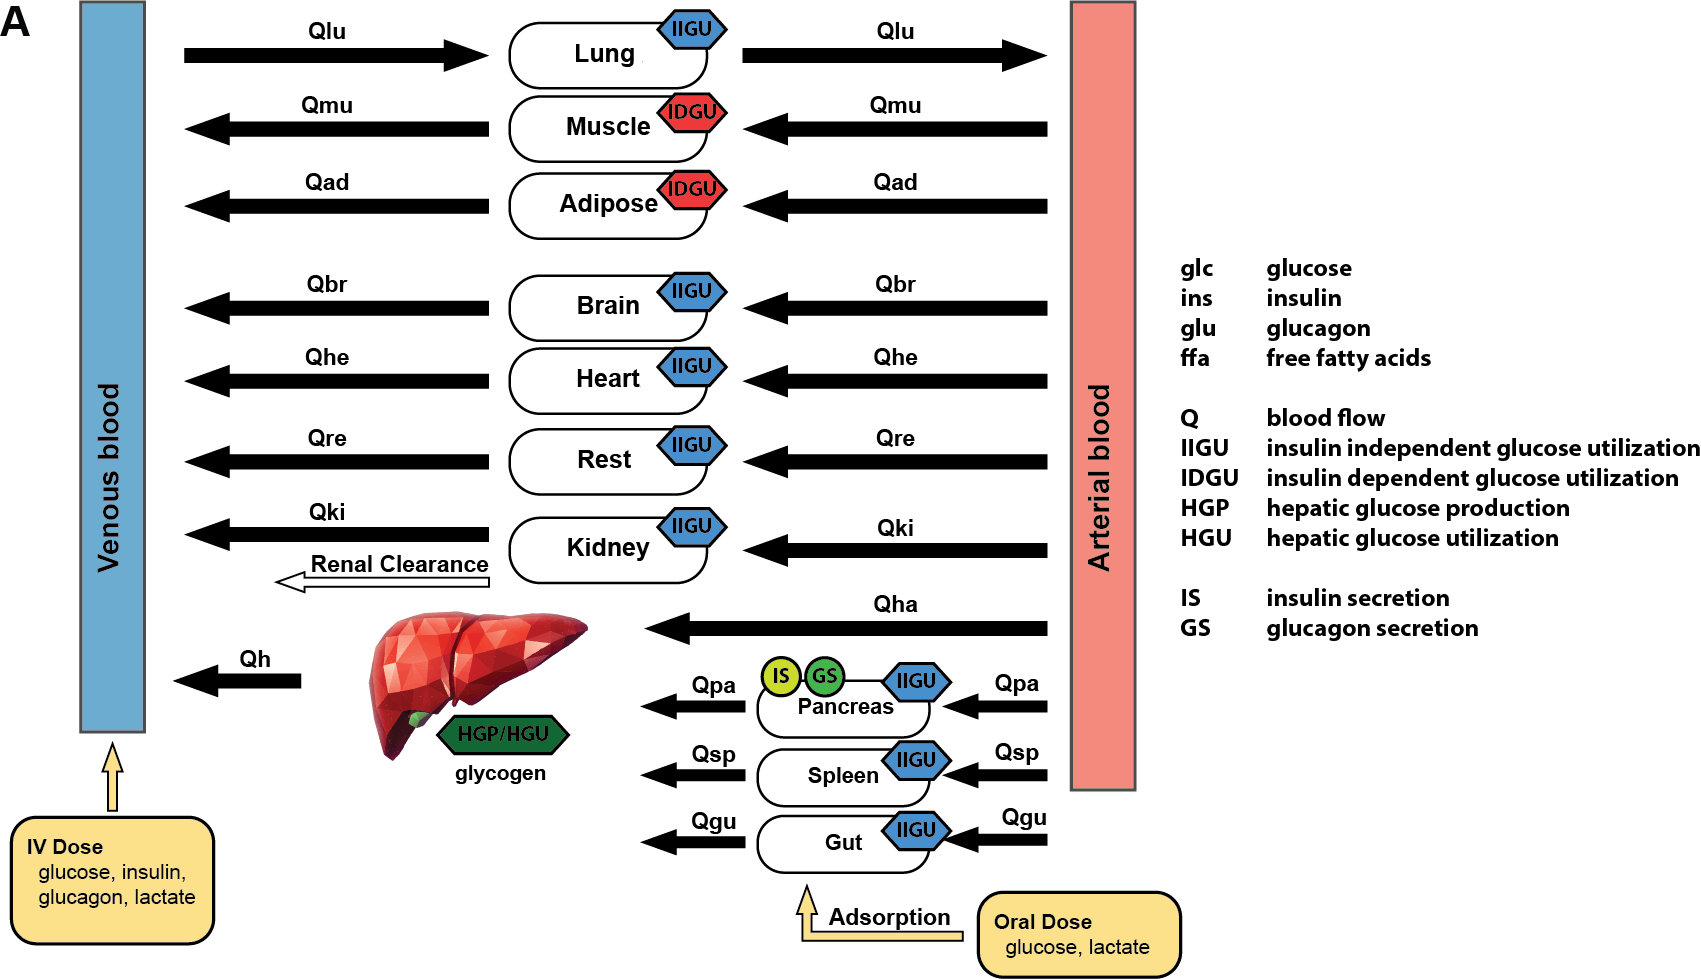 A
Qlu
Lung
IIGU
Qlu
Qmu
Muscle
IDGU
Qmu
Qad
Adipose
IDGU
Qad
Qbr
Brain
IIGU
Qbr
Qhe
Heart
IIGU
Qhe
Qre
Rest
IIGU
Qre
Qki
Kidney
IIGU
Qki
Renal Clearance
Qha
Qh
HGP/HGU
glycogen
Qpa
IS
GS
IIGU
Pancreas
Qpa
Qsp
Spleen
IIGU
Qsp
Qgu
Gut
IIGU
Qgu
Venous blood
Arterial blood
IV Dose
glucose, insulin,
glucagon, lactate
Adsorption
Oral Dose
glucose, lactate
glc glucose
ins insulin
glu glucagon
ffa free fatty acids
Q blood flow
IIGU insulin independent glucose utilization
IDGU insulin dependent glucose utilization
HGP hepatic glucose production
HGU hepatic glucose utilization
IS insulin secretion
GS glucagon secretion